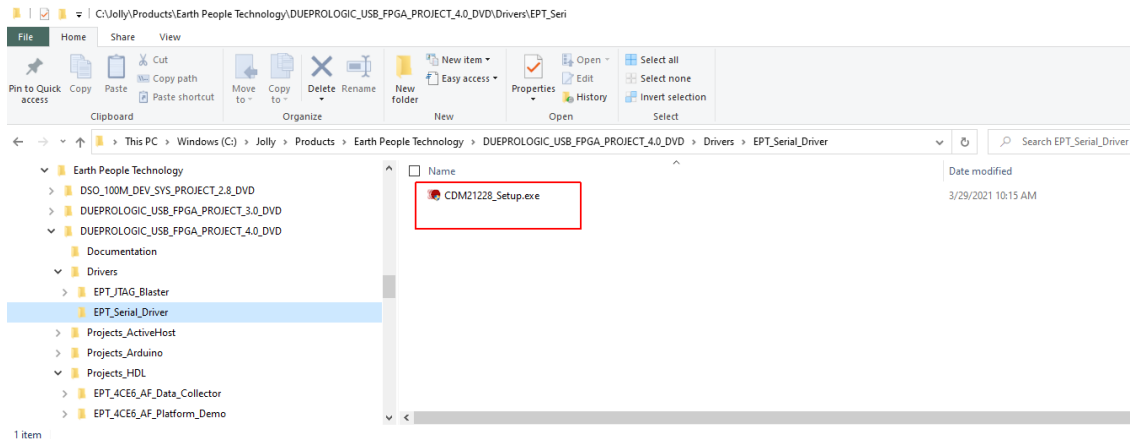 C:\Jolly\Products\Earth People Technology\DUEPROLOGIC_USB_FPGA_PROJECT_4.0_DVD\Drivers\EPT_Seri
File Home Share View
Pin to Quick access Copy Paste Cut Copy path Paste shortcut Move to Copy to Delete Rename New folder New item Easy access Properties Open Edit History Select all Select none Invert selection
Clipboard Organize New Open Select
This PC > Windows (C:) > Jolly > Products > Earth People Technology > DUEPROLOGIC_USB_FPGA_PROJECT_4.0_DVD > Drivers > EPT_Serial_Driver Search EPT_Serial_Driver
Earth People Technology
DSO_100M_DEV_SYS_PROJECT_2.8_DVD
DUEPROLOGIC_USB_FPGA_PROJECT_3.0_DVD
DUEPROLOGIC_USB_FPGA_PROJECT_4.0_DVD
Documentation
Drivers
EPT_JTAG_Blaster
EPT_Serial_Driver
Projects_ActiveHost
Projects_Arduino
Projects_HDL
EPT_4CE6_AF_Data_Collector
EPT_4CE6_AF_Platform_Demo
Name Date modified
CDM21228_Setup.exe 3/29/2021 10:15 AM
1 item